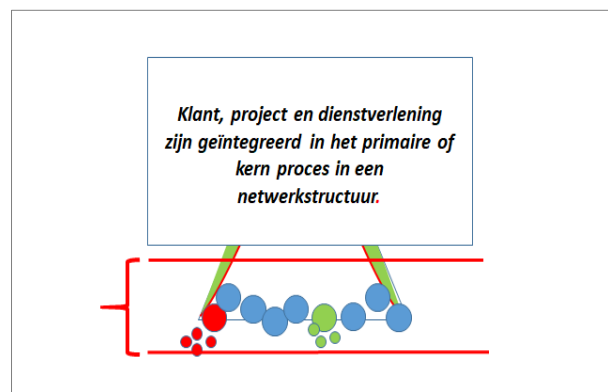 Klant, project en dienstverlening
zijn geïntegreerd in het primaire of
kern proces in een
netwerkstructuur.